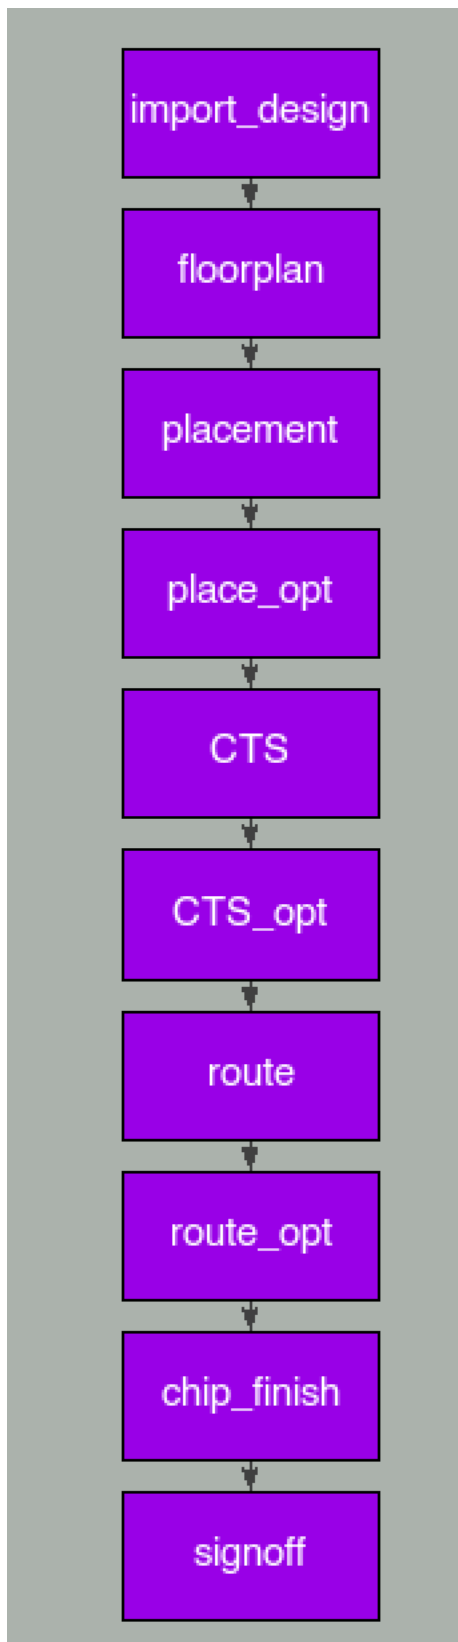 import_design
floorplan
placement
place_opt
CTS
CTS_opt
route
route_opt
chip_finish
signoff